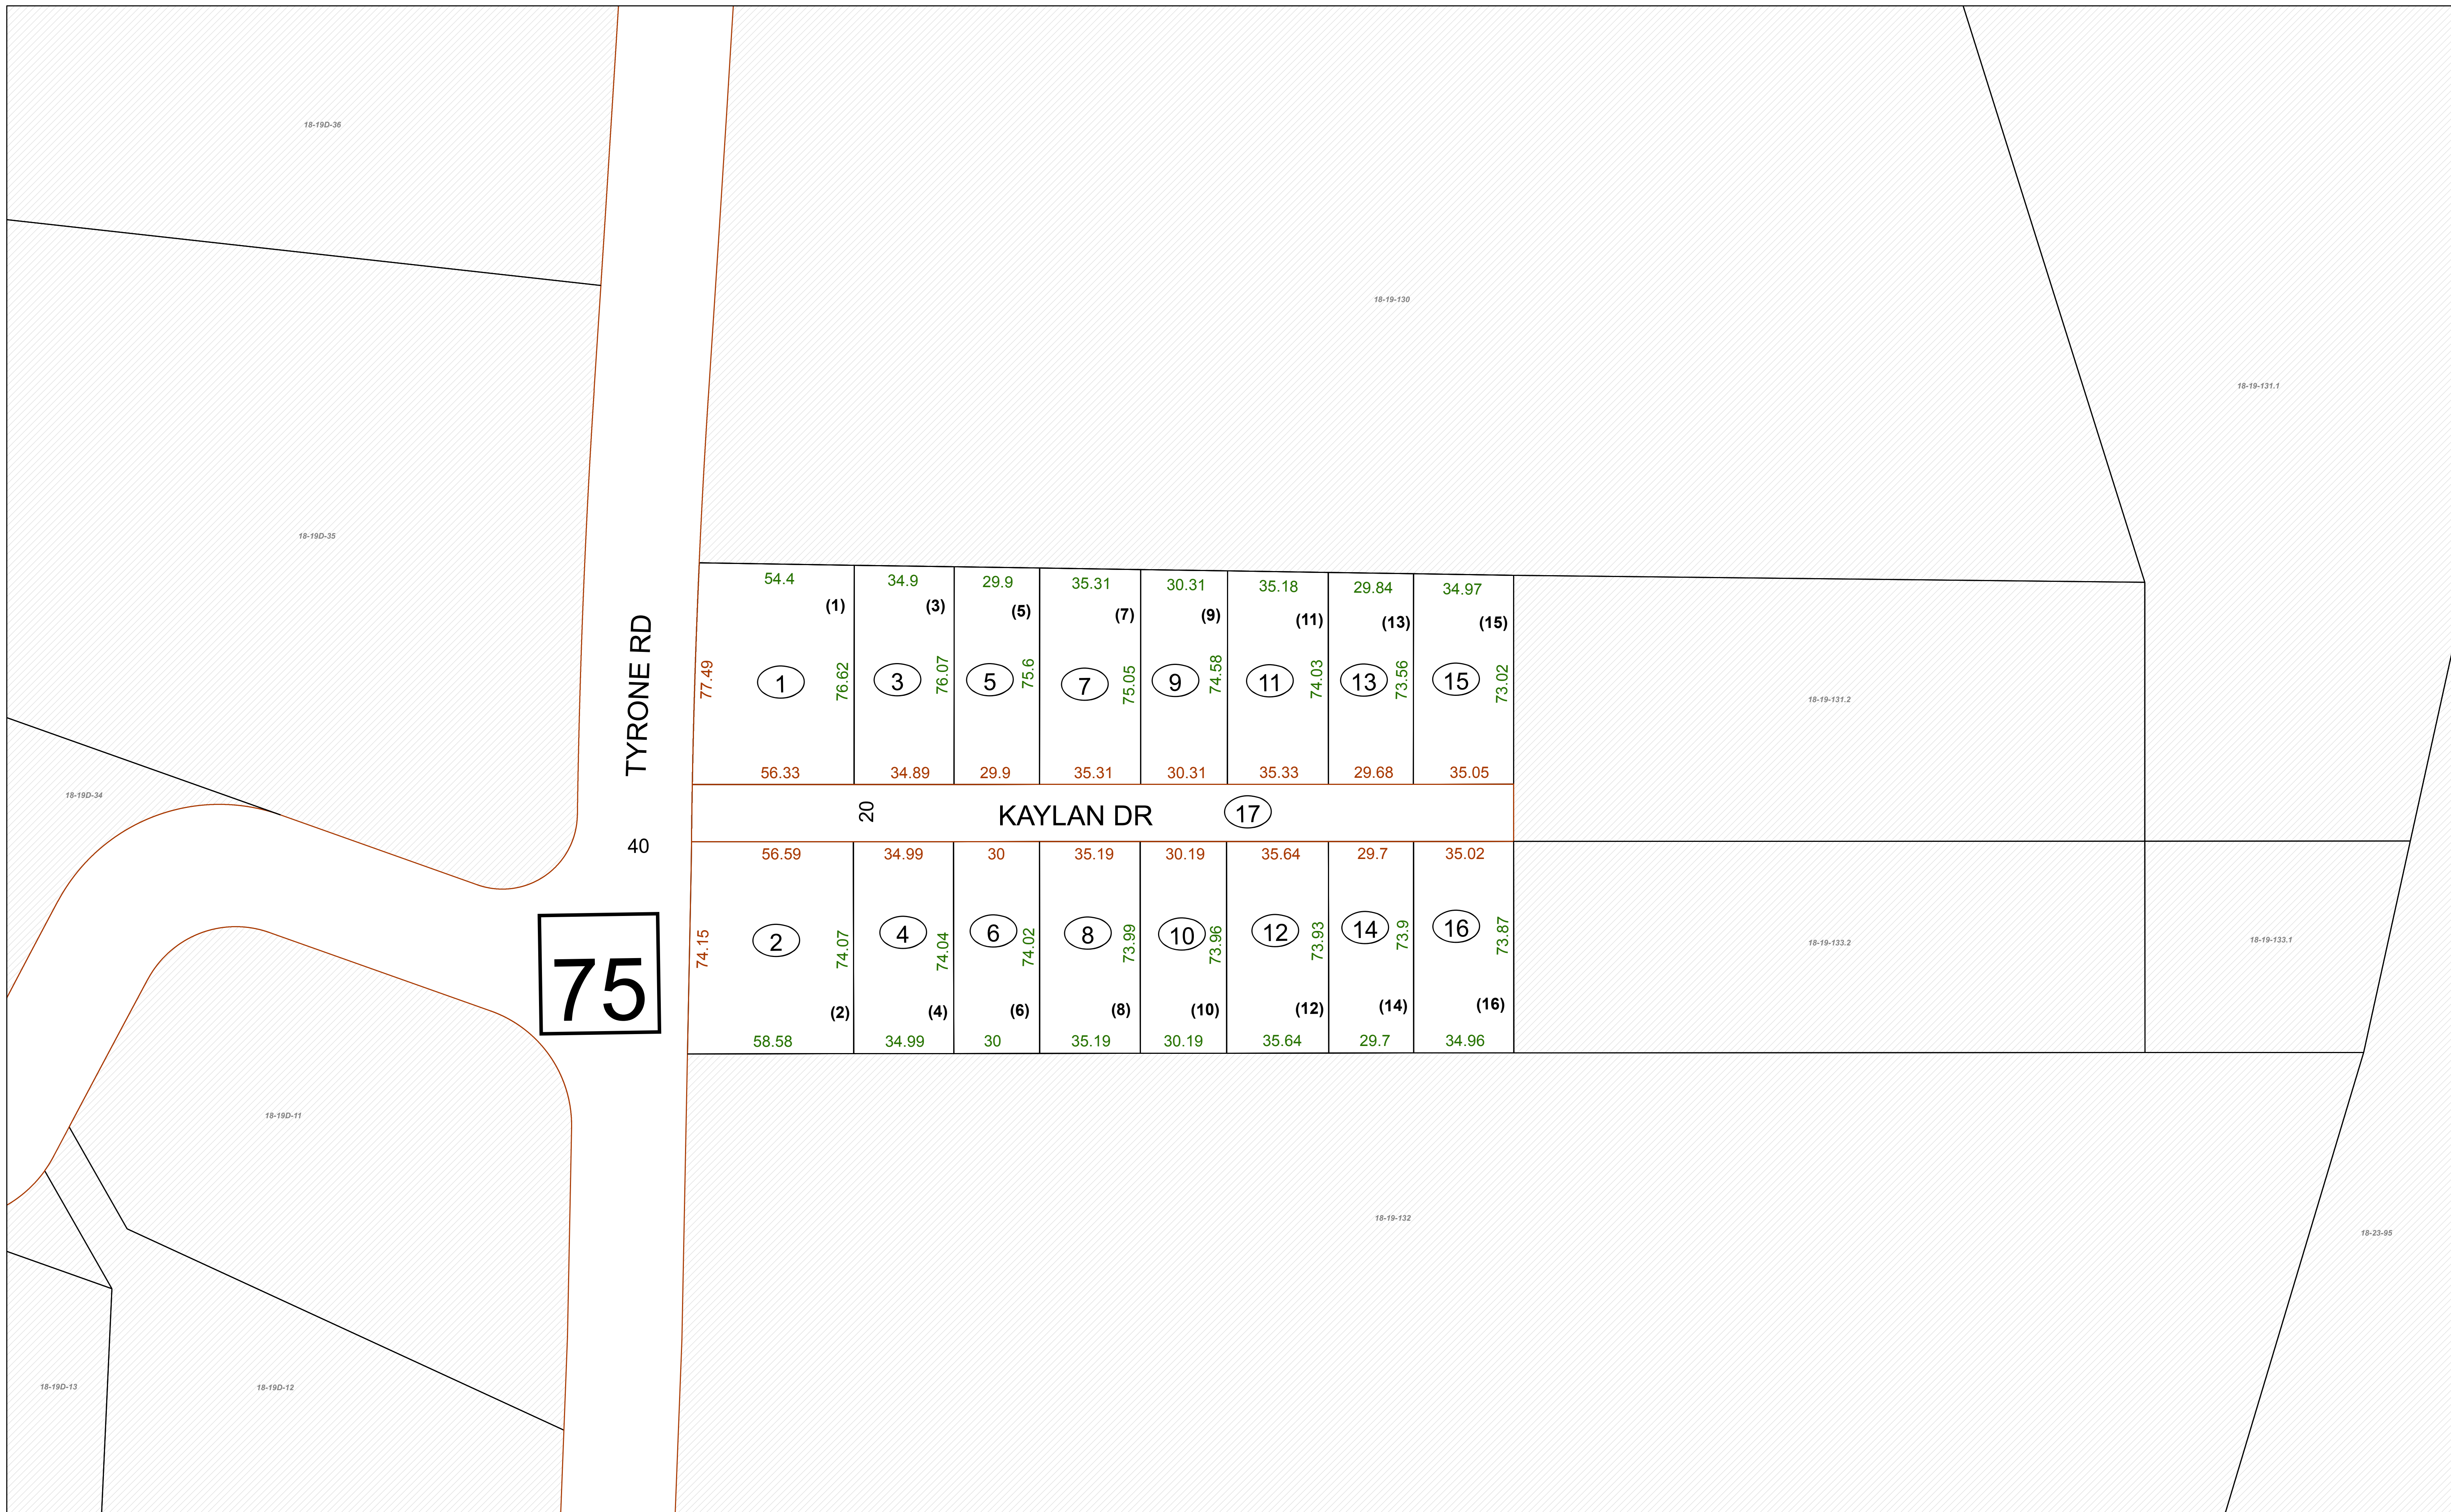 18-19D-36
18-19-130
18-19-131.1
18-19D-35
54.4 34.9 29.9 35.31 30.31 35.18 29.84 34.97
(1) (3) (5) (7) (9) (11) (13) (15)
TYRONE RD
77.49 1 76.62 3 76.07 5 75.6 7 75.05 9 74.58 11 74.03 13 73.56 15 73.02
18-19-131.2
56.33 34.89 29.9 35.31 30.31 35.33 29.68 35.05
18-19D-34
20 KAYLAN DR 17
40
56.59 34.99 30 35.19 30.19 35.64 29.7 35.02
74.15 2 74.07 4 74.04 6 74.02 8 73.99 10 73.96 12 73.93 14 73.9 16 73.87
18-19-133.2
18-19-133.1
75
(2) (4) (6) (8) (10) (12) (14) (16)
58.58 34.99 30 35.19 30.19 35.64 29.7 34.96
18-19D-11
18-19-132
18-23-95
18-19D-13
18-19D-12